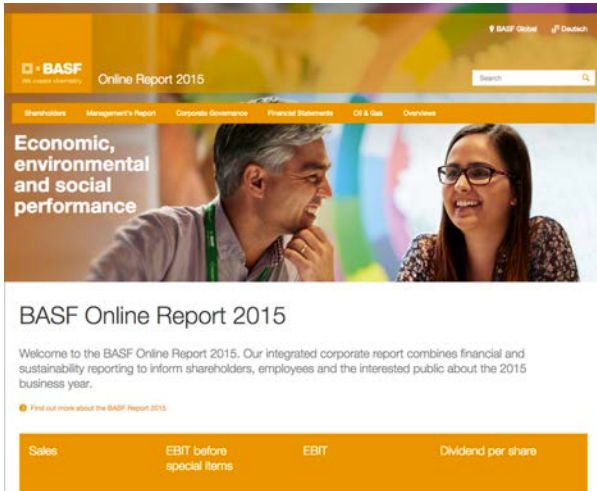 BASF Global Deutsch
BASF
We create chemistry
Online Report 2015
Search
Shareholders Management's Report Corporate Governance Financial Statements Oil & Gas Overviews
Economic,
environmental
and social
performance
BASF Online Report 2015
Welcome to the BASF Online Report 2015. Our integrated corporate report combines financial and
sustainability reporting to inform shareholders, employees and the interested public about the 2015
business year.
Find out more about the BASF Report 2015
Sales EBIT before EBIT Dividend per share
special items